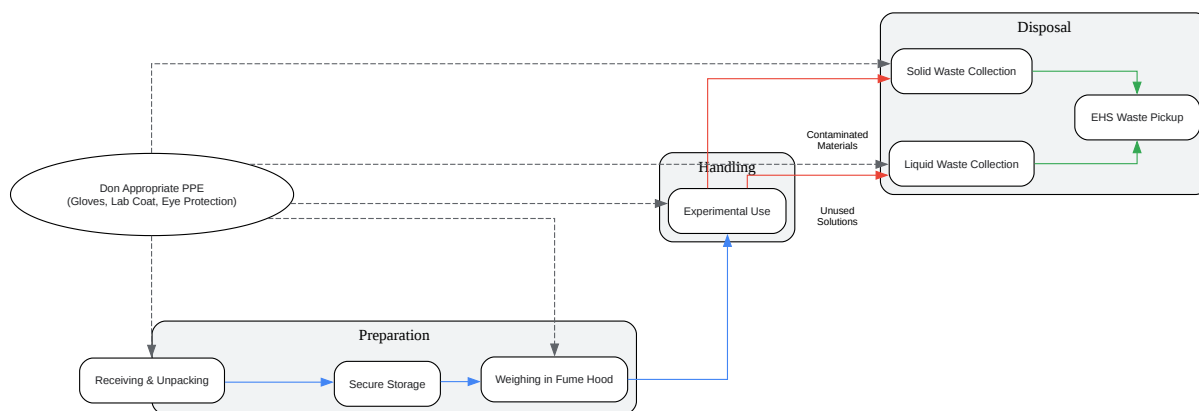 Disposal
Solid Waste Collection
EHS Waste Pickup
Contaminated
Materials
Liquid Waste Collection
Handling
Don Appropriate PPE
(Gloves, Lab Coat, Eye Protection)
Experimental Use
Unused
Solutions
Preparation
Receiving & Unpacking
Secure Storage
Weighing in Fume Hood